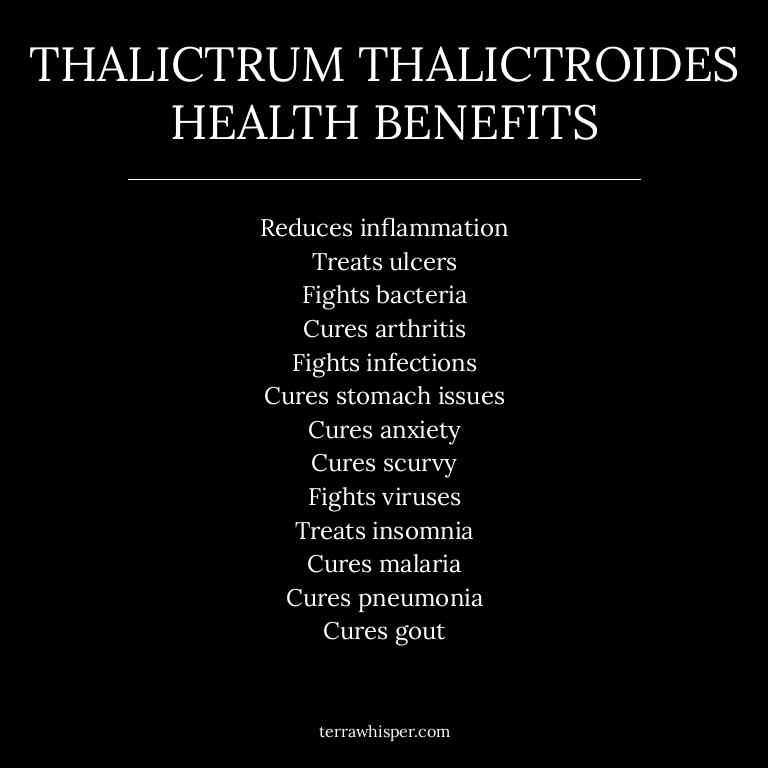 THALICTRUM THALICTROIDES
HEALTH BENEFITS
Reduces inflammation
Treats ulcers
Fights bacteria
Cures arthritis
Fights infections
Cures stomach issues
Cures anxiety
Cures scurvy
Fights viruses
Treats insomnia
Cures malaria
Cures pneumonia
Cures gout
terrawhisper.com